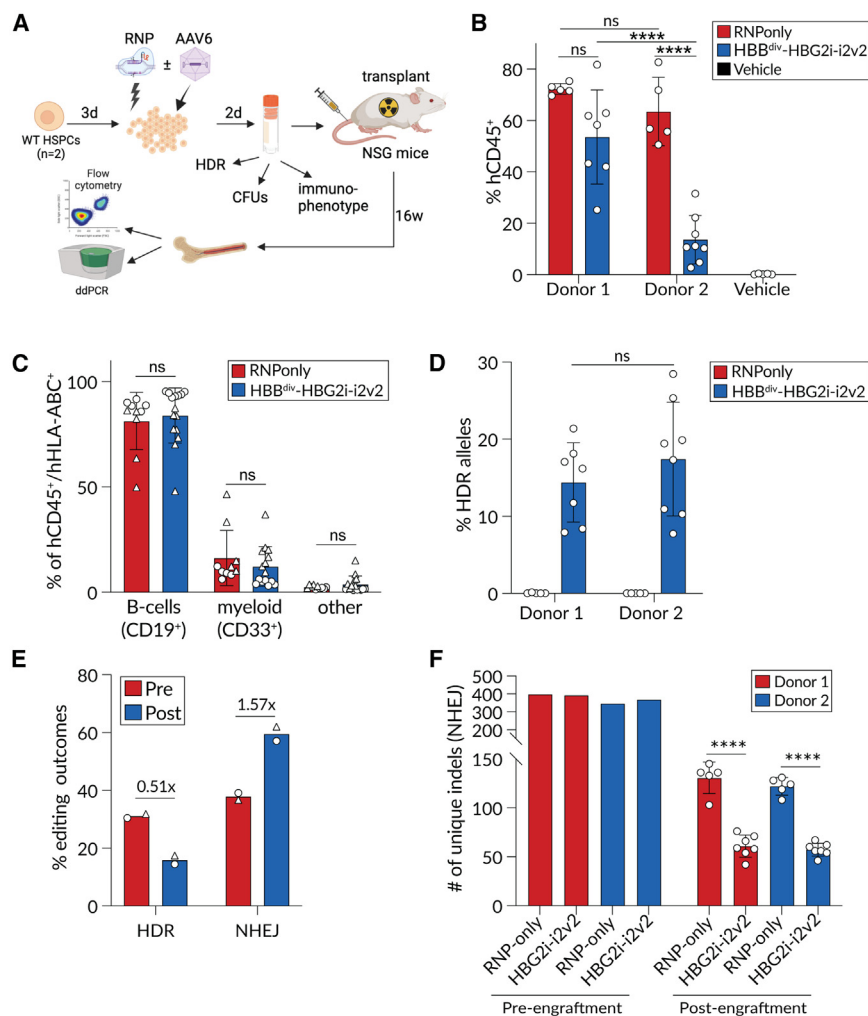 A
RNP
AAV6
±
3d
2d
WT HSPCs
(n=2)
HDR
CFUs
immuno-
phenotype
transplant
NSG mice
16w
Flow
cytometry
ddPCR
B
RNPonly
HBBdiv-HBG2i-i2v2
Vehicle
ns
****
ns
****
% hCD45+
80
60
40
20
0
Donor 1
Donor 2
Vehicle
C
RNPonly
HBBdiv-HBG2i-i2v2
ns
ns
ns
% of hCD45+/hHLA-ABC+
100
50
0
B-cells
(CD19+)
myeloid
(CD33+)
other
D
RNPonly
HBBdiv-HBG2i-i2v2
ns
% HDR alleles
30
20
10
0
Donor 1
Donor 2
E
Pre
Post
0.51x
1.57x
% editing outcomes
80
60
40
20
0
HDR
NHEJ
F
Donor 1
Donor 2
****
****
# of unique indels (NHEJ)
500
400
300
200
150
100
50
0
RNP-only
HBG2i-i2v2
RNP-only
HBG2i-i2v2
RNP-only
HBG2i-i2v2
RNP-only
HBG2i-i2v2
Pre-engraftment
Post-engraftment